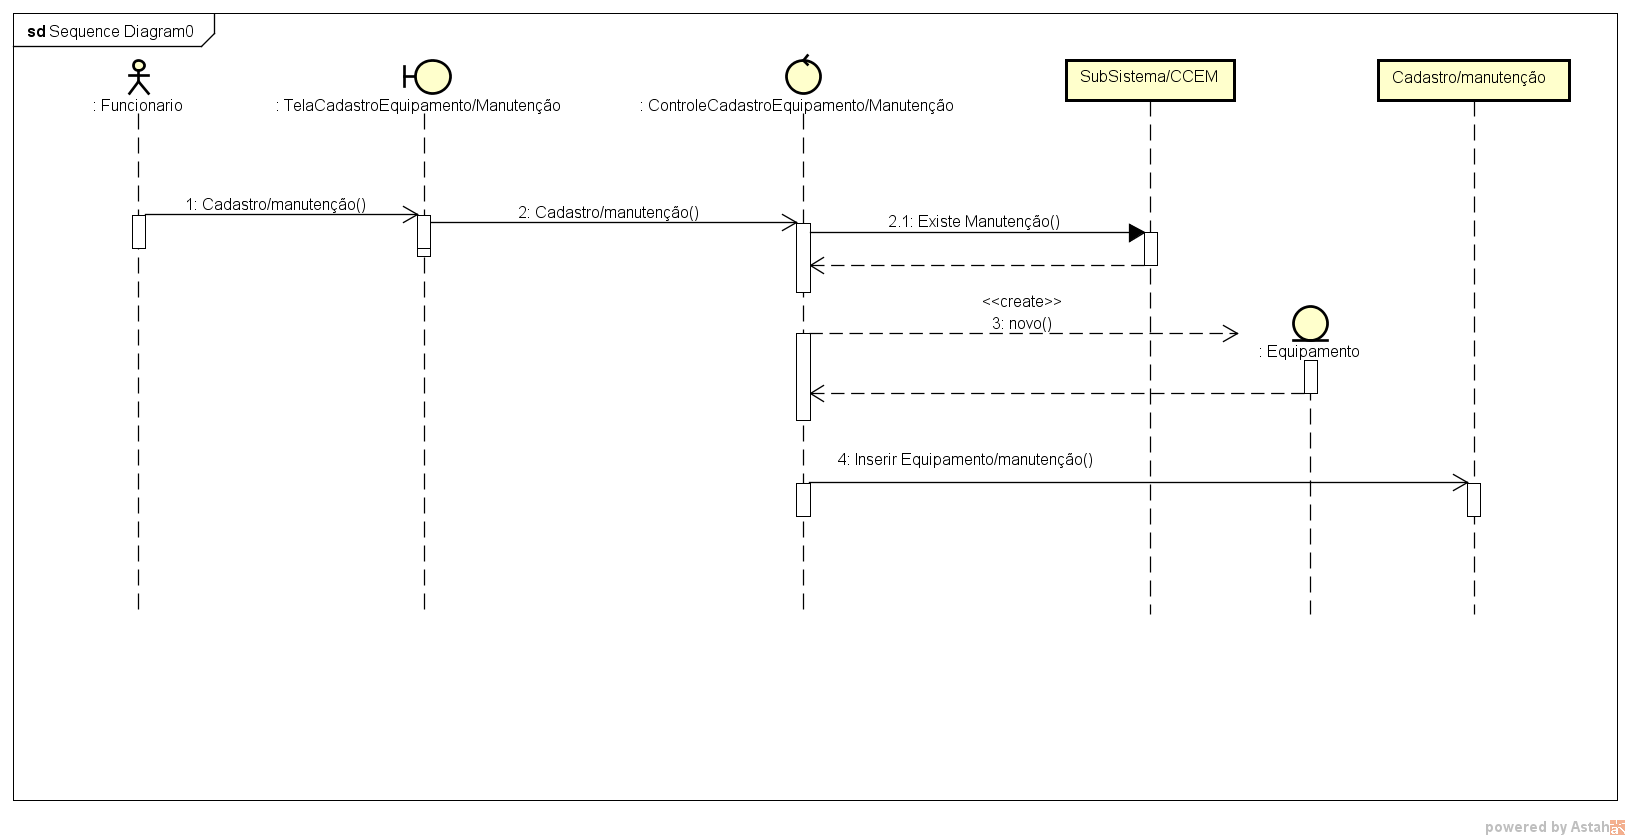 sd Sequence Diagram0
: Funcionario
: TelaCadastroEquipamento/Manutenção
: ControleCadastroEquipamento/Manutenção
SubSistema/CCEM
Cadastro/manutenção
1: Cadastro/manutenção()
2: Cadastro/manutenção()
2.1: Existe Manutenção()
<<create>>
3: novo()
: Equipamento
4: Inserir Equipamento/manutenção()
powered by Astah